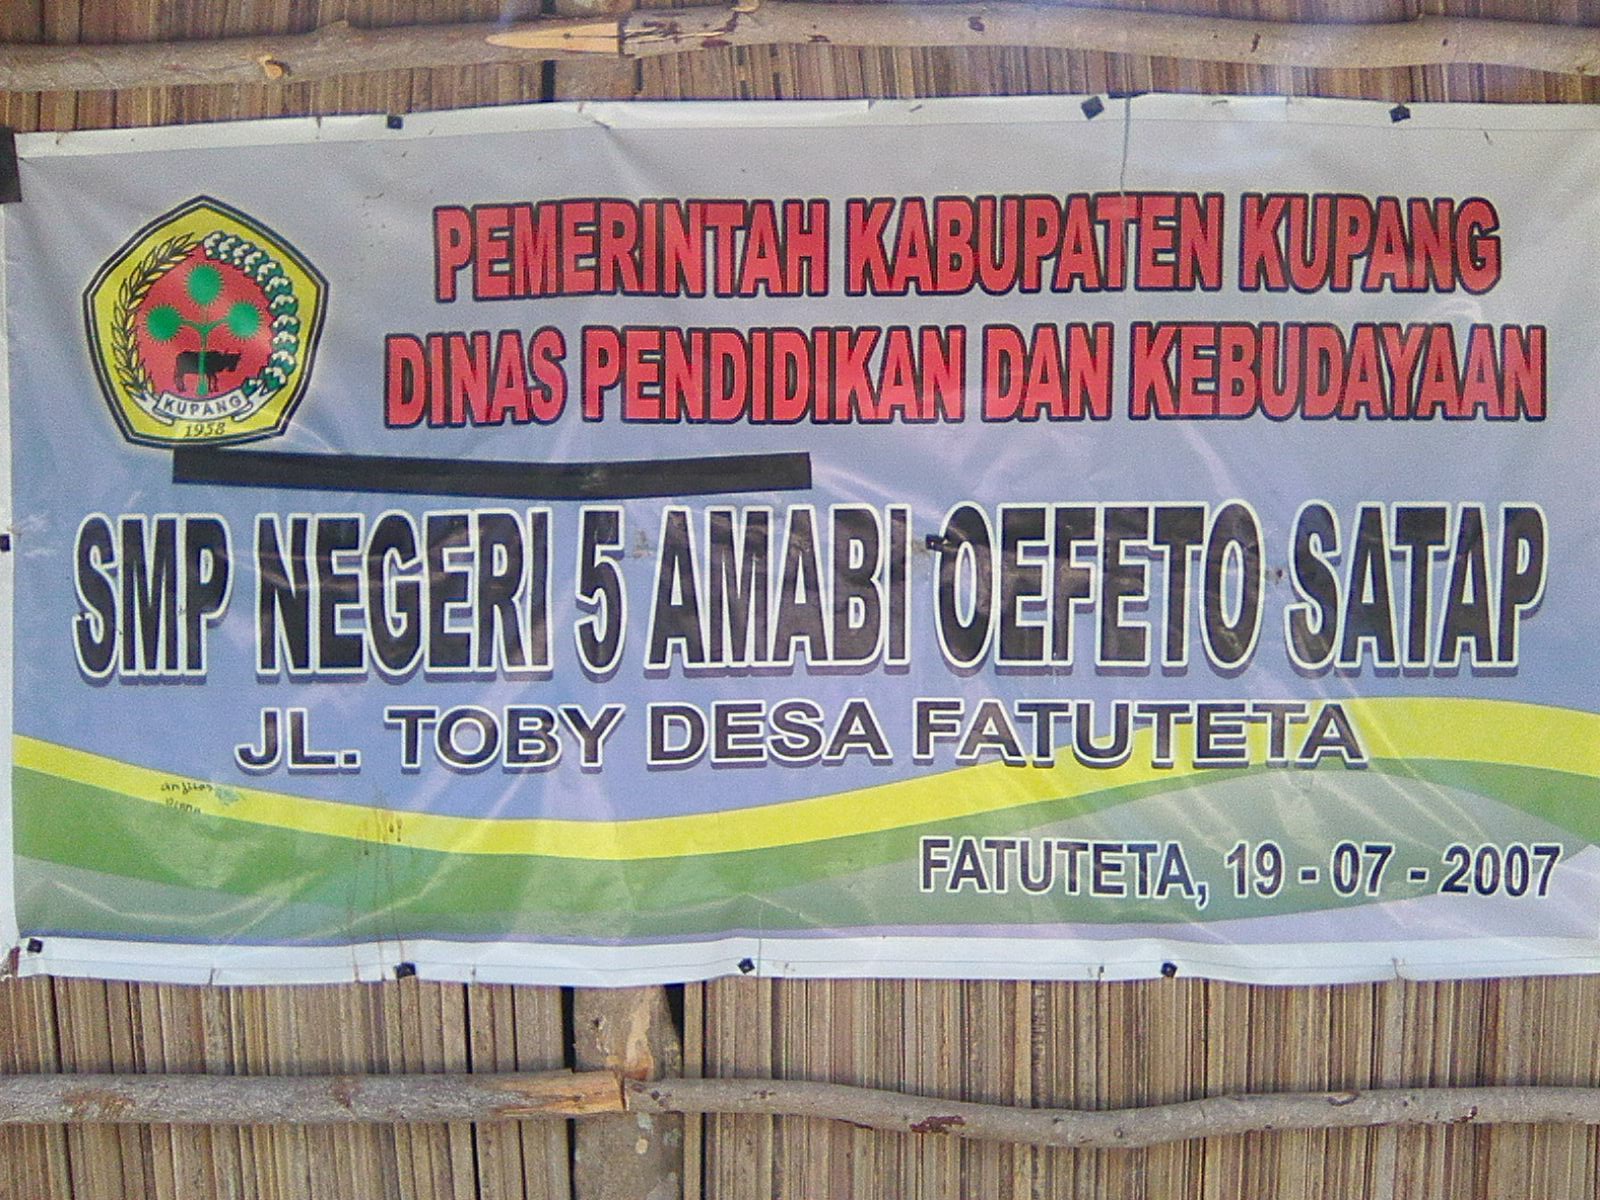 PEMERINTAH KABUPATEN KUPANG
DINAS PENDIDIKAN DAN KEBUDAYAAN
KUPANG
1958
SMP NEGERI 5 AMABI OEFETO SATAP
JL. TOBY DESA FATUTETA
FATUTETA, 19 - 07 - 2007